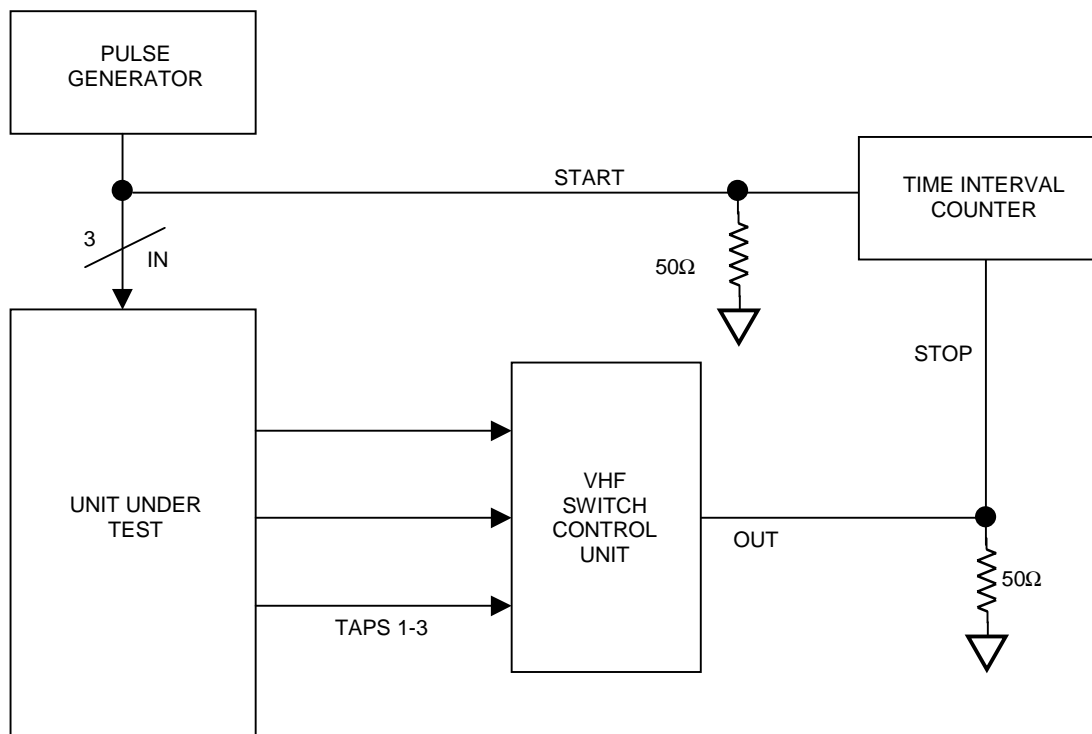 PULSE
GENERATOR
START
TIME INTERVAL
COUNTER
3
IN
50Ω
STOP
UNIT UNDER
TEST
VHF
SWITCH
CONTROL
UNIT
OUT
50Ω
TAPS 1-3